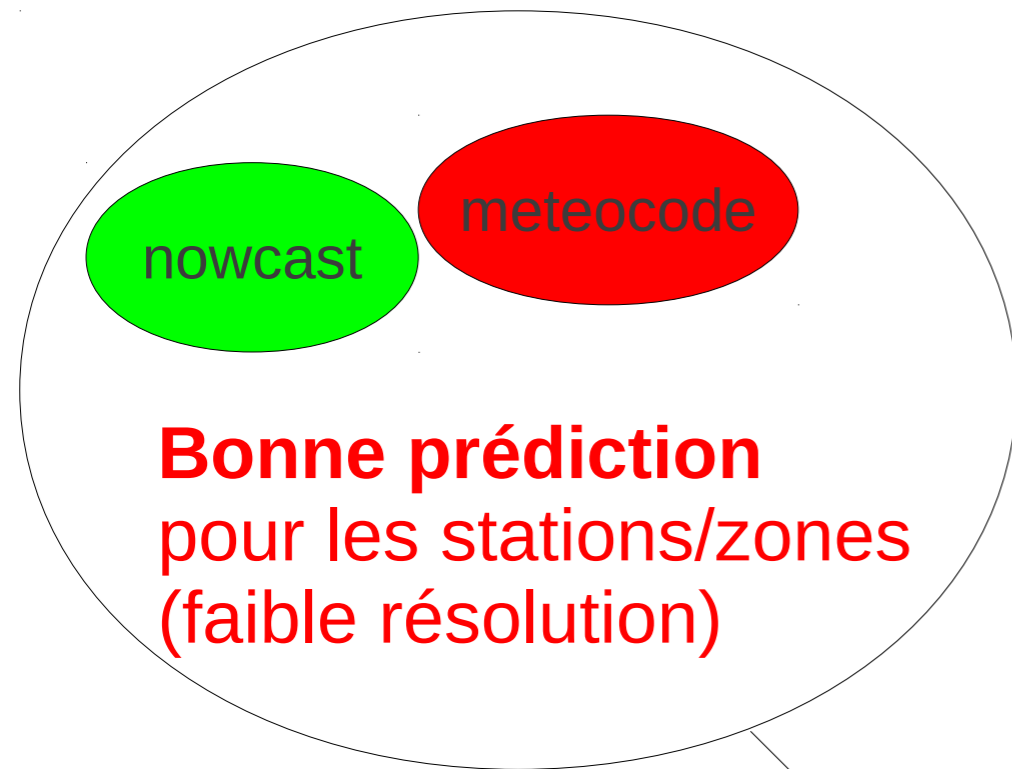 meteocode
nowcast
Bonne prédiction
pour les stations/zones
(faible résolution)